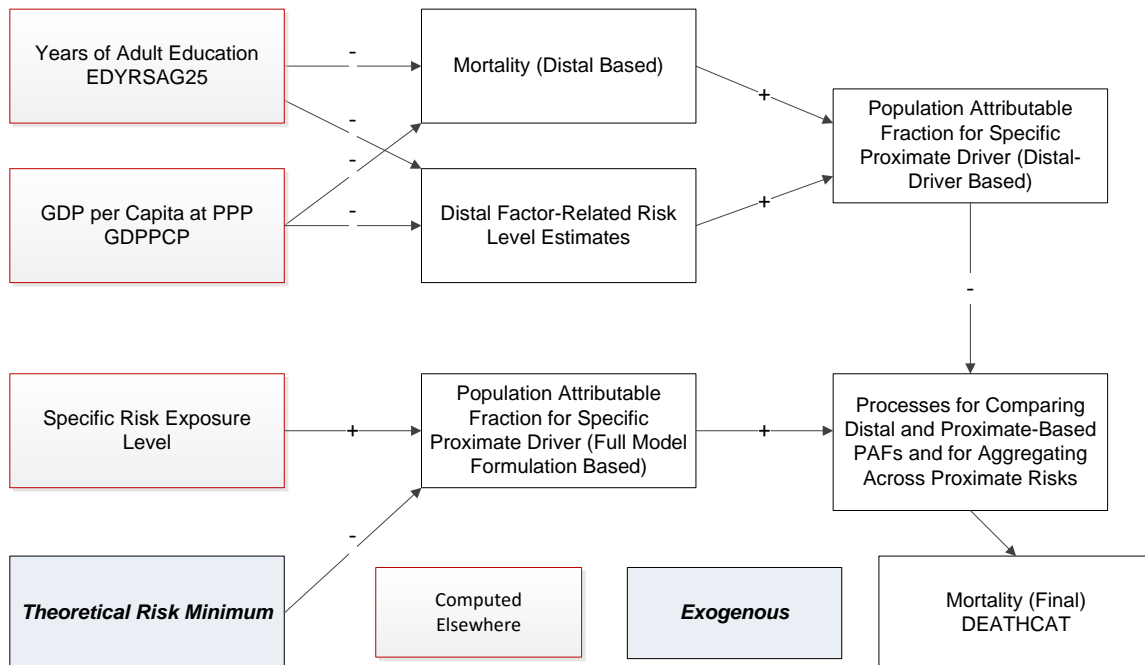 Years of Adult Education
EDYRSAG25
-
Mortality (Distal Based)
+
Population Attributable
Fraction for Specific
Proximate Driver (Distal-
Driver Based)
-
-
GDP per Capita at PPP
GDPPCP
-
Distal Factor-Related Risk
Level Estimates
+
-
Specific Risk Exposure
Level
+
Population Attributable
Fraction for Specific
Proximate Driver (Full Model
Formulation Based)
+
Processes for Comparing
Distal and Proximate-Based
PAFs and for Aggregating
Across Proximate Risks
-
Theoretical Risk Minimum
Computed
Elsewhere
Exogenous
Mortality (Final)
DEATHCAT